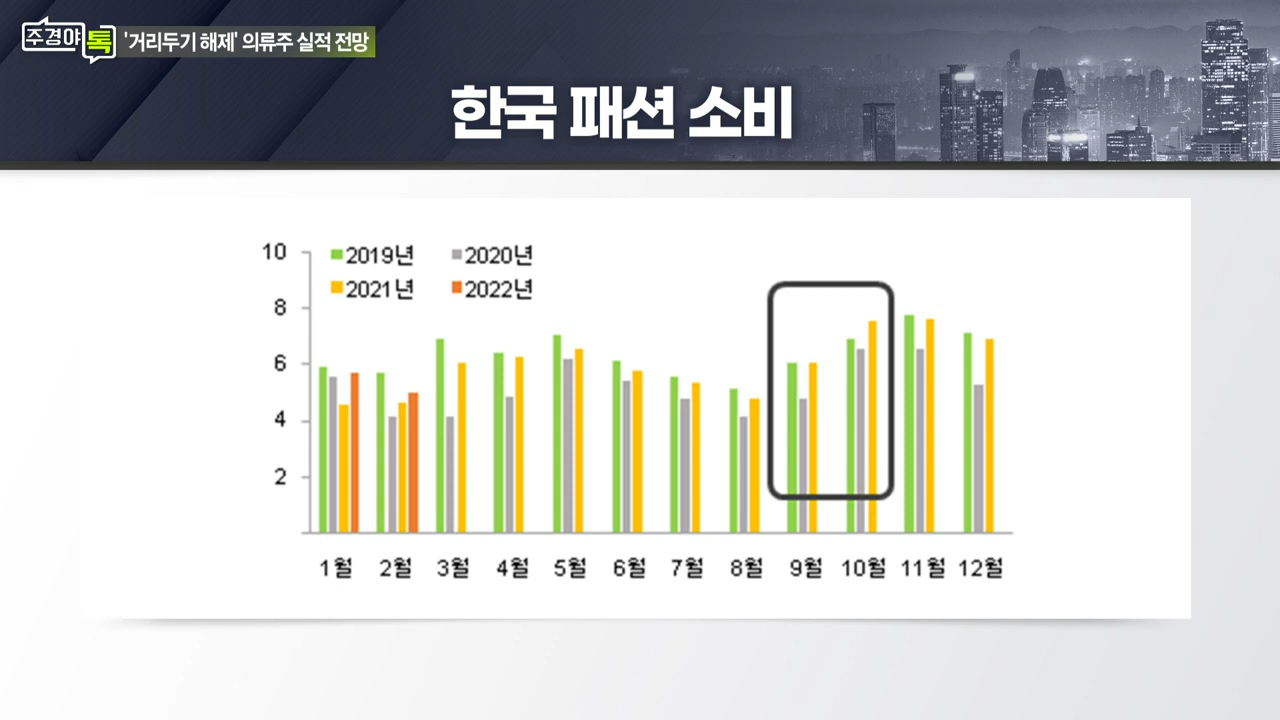 주경야톡 '거리두기 해제' 의류주 실적 전망
한국 패션 소비
2019년 2020년
2021년 2022년
10
8
6
4
2
1월 2월 3월 4월 5월 6월 7월 8월 9월 10월 11월 12월